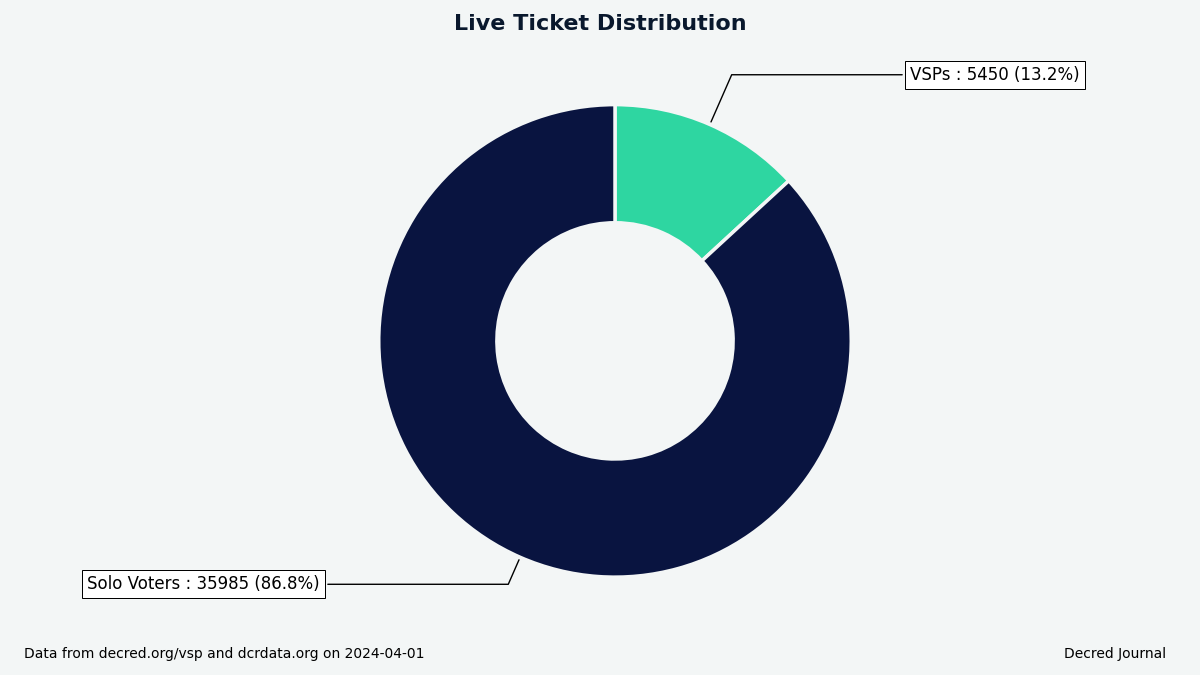 Live Ticket Distribution
VSPs : 5450 (13.2%)
Solo Voters : 35985 (86.8%)
Data from decred.org/vsp and dcrdata.org on 2024-04-01
Decred Journal